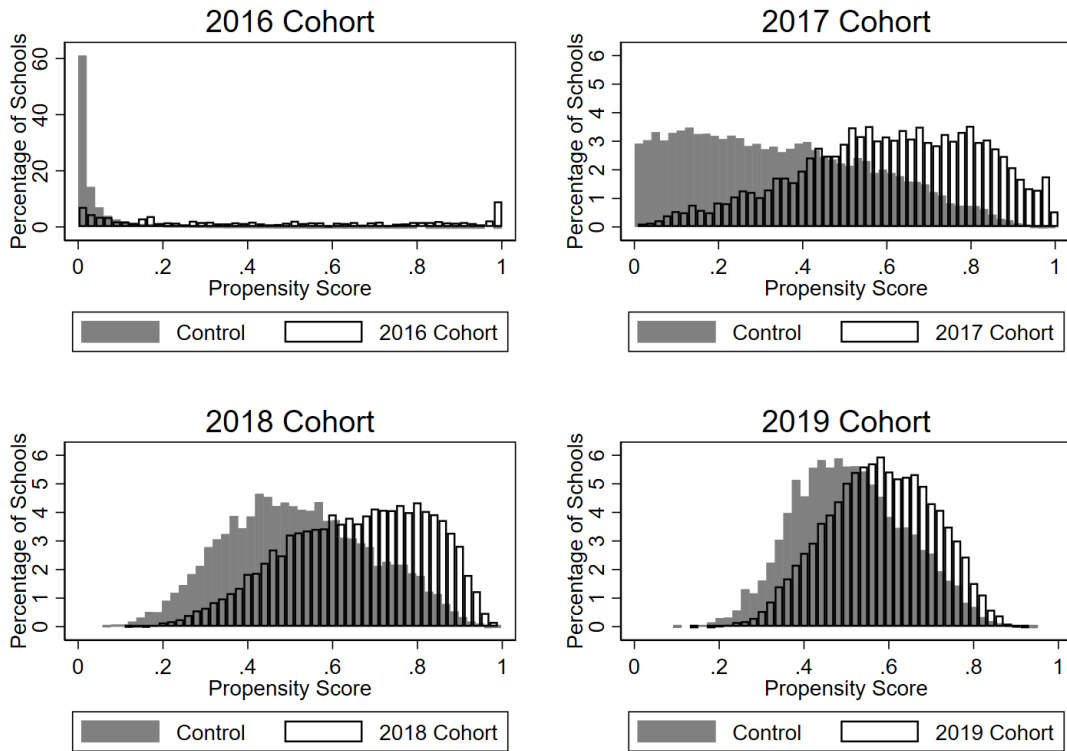 2016 Cohort
Percentage of Schools
60
40
20
0
0 .2 .4 .6 .8 1
Propensity Score
Control 2016 Cohort
2017 Cohort
Percentage of Schools
6
5
4
3
2
1
0
0 .2 .4 .6 .8 1
Propensity Score
Control 2017 Cohort
2018 Cohort
Percentage of Schools
6
5
4
3
2
1
0
0 .2 .4 .6 .8 1
Propensity Score
Control 2018 Cohort
2019 Cohort
Percentage of Schools
6
5
4
3
2
1
0
0 .2 .4 .6 .8 1
Propensity Score
Control 2019 Cohort